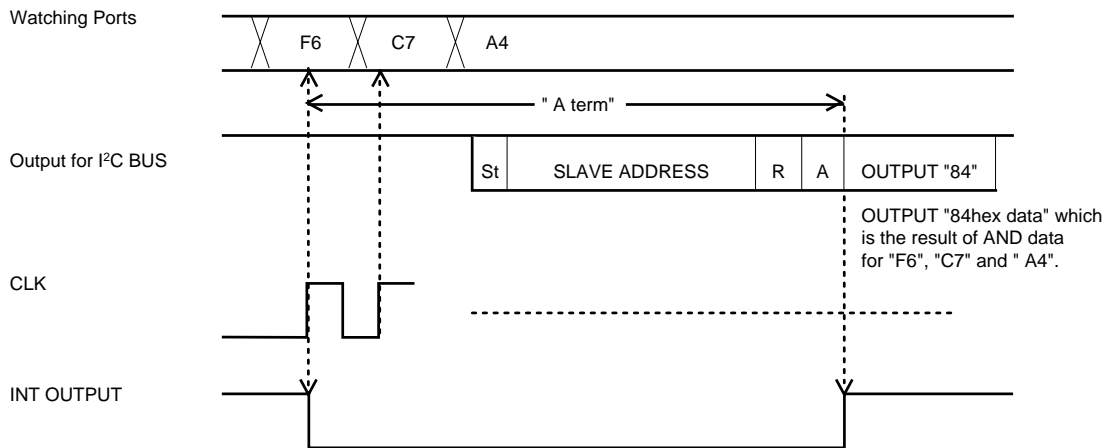 Watching Ports
F6 C7 A4
" A term"
Output for I²C BUS
St SLAVE ADDRESS R A OUTPUT "84"
OUTPUT "84hex data" which
is the result of AND data
for "F6", "C7" and " A4".
CLK
INT OUTPUT